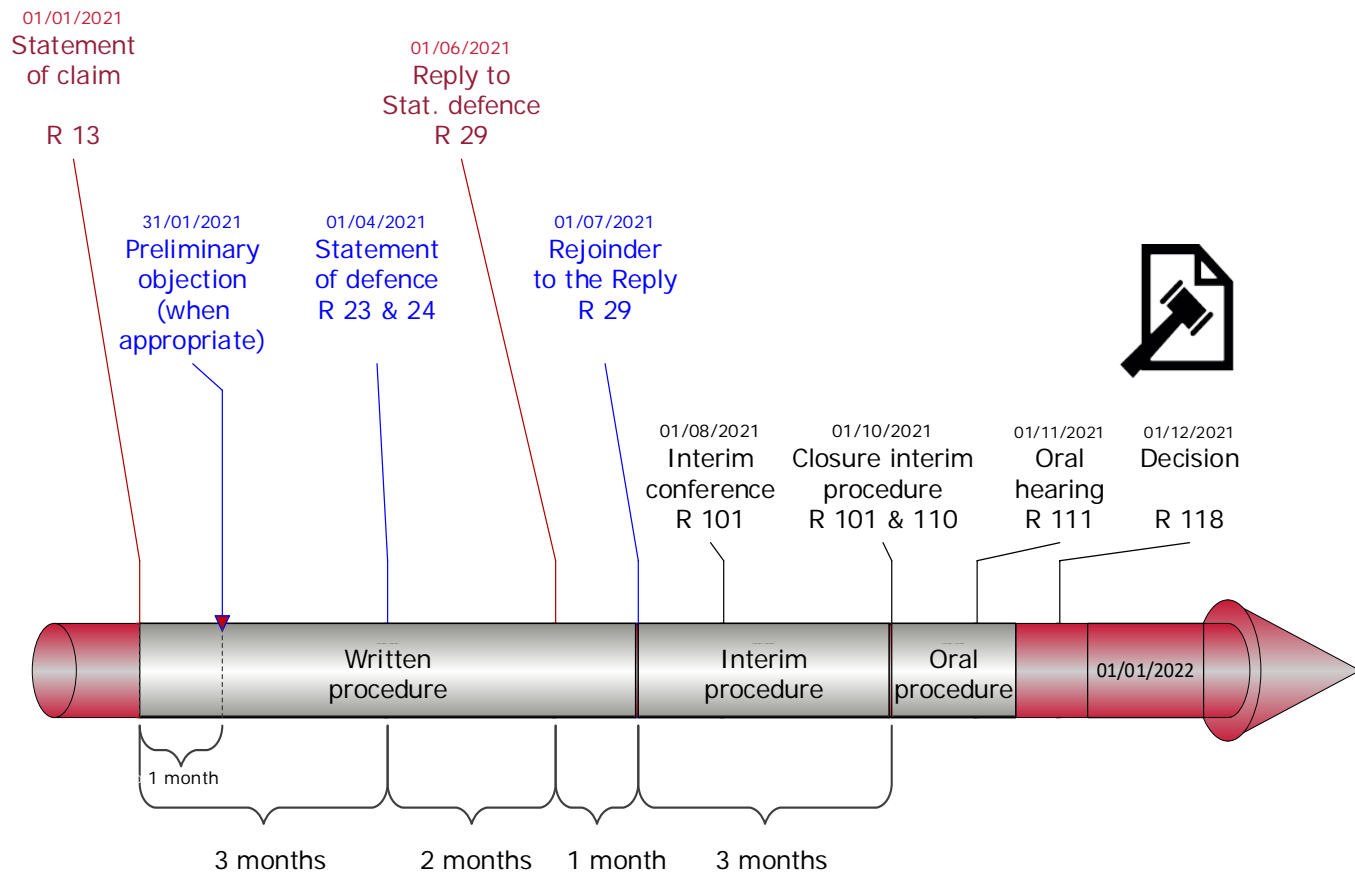 01/01/2021
Statement
of claim
R 13
01/06/2021
Reply to
Stat. defence
R 29
31/01/2021
Preliminary
objection
(when
appropriate)
01/04/2021
Statement
of defence
R 23 & 24
01/07/2021
Rejoinder
to the Reply
R 29
01/08/2021
Interim
conference
R 101
01/10/2021
Closure interim
procedure
R 101 & 110
01/11/2021
Oral
hearing
R 111
01/12/2021
Decision
R 118
Written
procedure
Interim
procedure
Oral
procedure
01/01/2022
1 month
3 months
2 months
1 month
3 months